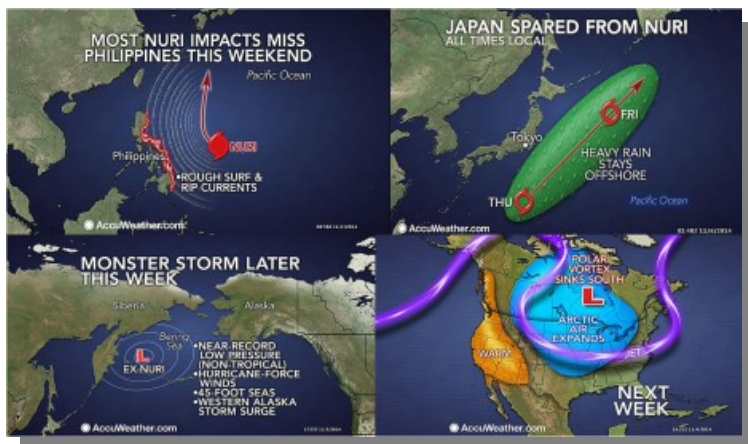 MOST NURI IMPACTS MISS
PHILIPPINES THIS WEEKEND
Pacific Ocean
NURI
Philippines
•ROUGH SURF &
RIP CURRENTS
AccuWeather.com
JAPAN SPARED FROM NURI
ALL TIMES LOCAL
FRI
Tokyo
HEAVY RAIN
STAYS
OFFSHORE
THU
Pacific Ocean
AccuWeather.com
MONSTER STORM LATER
THIS WEEK
Siberia
Alaska
Bering
Sea
L
EX-NURI
•NEAR-RECORD
LOW PRESSURE
(NON-TROPICAL)
•HURRICANE-FORCE
WINDS
•45-FOOT SEAS
•WESTERN ALASKA
STORM SURGE
AccuWeather.com
POLAR
VORTEX
SINKS SOUTH
L
ARCTIC
AIR
EXPANDS
WARM
JET
NEXT
WEEK
AccuWeather.com